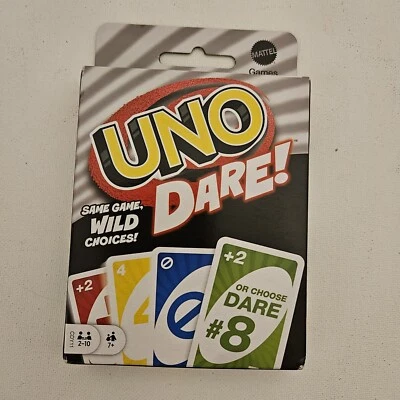 MATTEL
Games
UNO
DARE!
SAME GAME,
WILD
CHOICES!
+2
4
+2
OR CHOOSE
DARE
#8
2-10
7+